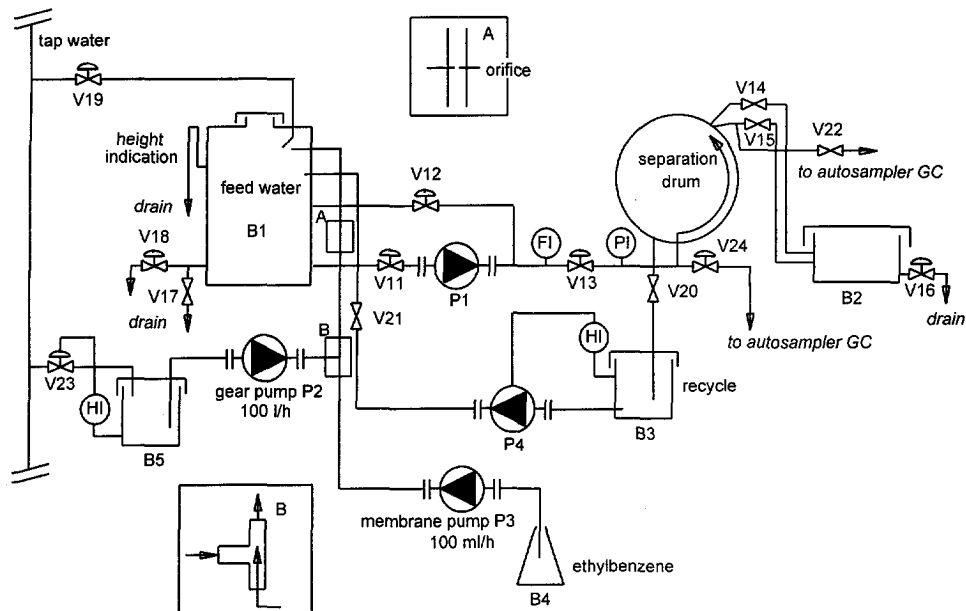 tap water
V19
A
orifice
V14
V15
V22
to autosampler GC
height
indication
feed water
B1
drain
V12
separation
drum
A
V18
V17
drain
V11
P1
FI
V13
PI
V20
V24
to autosampler GC
B2
V16
drain
V21
B
HI
recycle
B3
P4
V23
HI
B5
gear pump P2
100 l/h
B
membrane pump P3
100 ml/h
ethylbenzene
B4